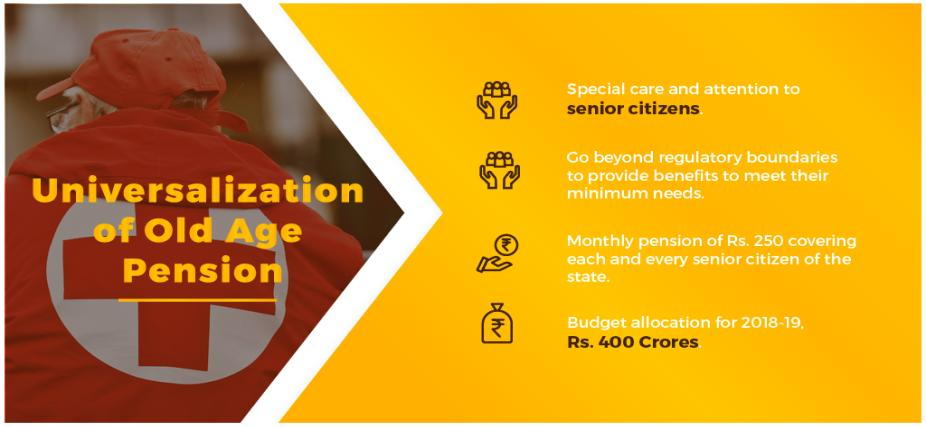 Universalization
of Old Age
Pension
Special care and attention to
senior citizens.
Go beyond regulatory boundaries
to provide benefits to meet their
minimum needs.
Monthly pension of Rs. 250 covering
each and every senior citizen of the
state.
Budget allocation for 2018-19,
Rs. 400 Crores.